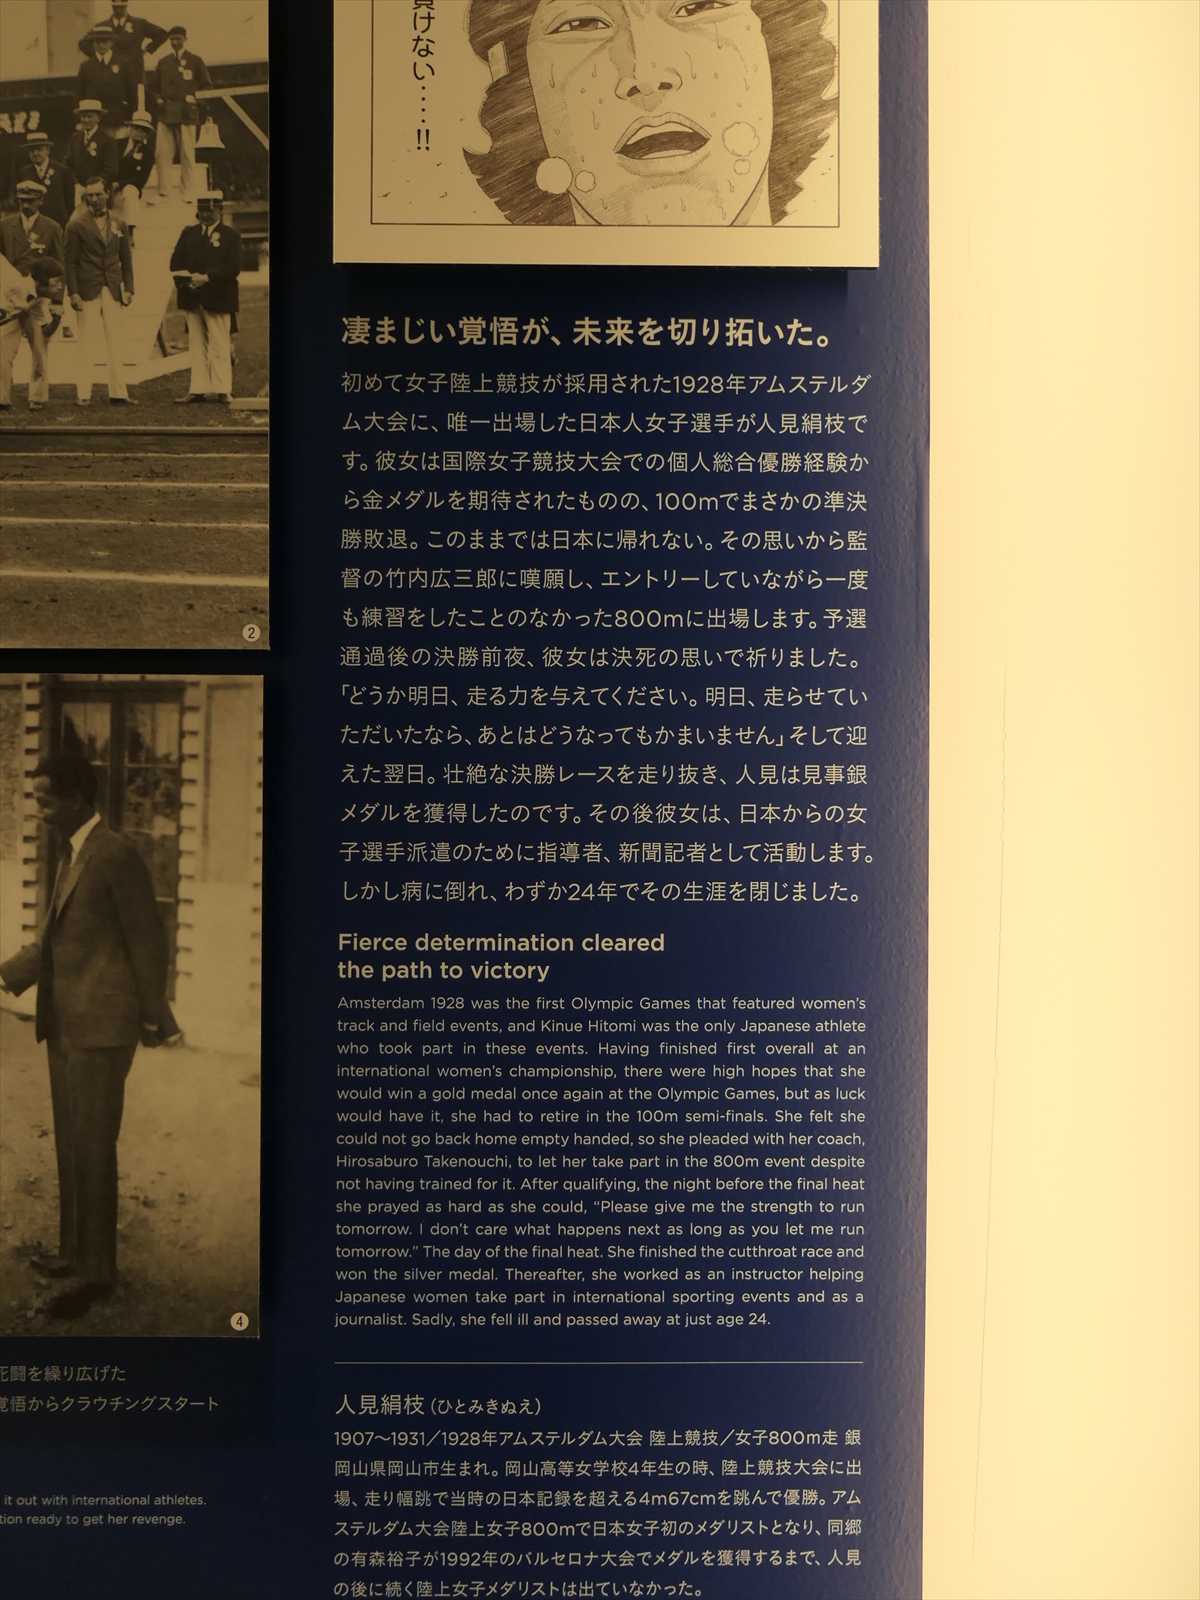 負けない‥‥!!
凄まじい覚悟が、未来を切り拓いた。
初めて女子陸上競技が採用された1928年アムステルダ
ム大会に、唯一出場した日本人女子選手が人見絹枝で
す。彼女は国際女子競技大会での個人総合優勝経験か
ら金メダルを期待されたものの、100mでまさかの準決
勝敗退。このままでは日本に帰れない。その思いから監
督の竹内広三郎に嘆願し、エントリーしていながら一度
も練習をしたことのなかった800mに出場します。予選
通過後の決勝前夜、彼女は決死の思いで祈りました。
「どうか明日、走る力を与えてください。明日、走らせてい
ただいたなら、あとはどうなってもかまいません」そして迎
えた翌日。壮絶な決勝レースを走り抜き、人見は見事銀
メダルを獲得したのです。その後彼女は、日本からの女
子選手派遣のために指導者、新聞記者として活動します。
しかし病に倒れ、わずか24年でその生涯を閉じました。
Fierce determination cleared
the path to victory
Amsterdam 1928 was the first Olympic Games that featured women's
track and field events, and Kinue Hitomi was the only Japanese athlete
who took part in these events. Having finished first overall at an
international women's championship, there were high hopes that she
would win a gold medal once again at the Olympic Games, but as luck
would have it, she had to retire in the 100m semi-finals. She felt she
could not go back home empty handed, so she pleaded with her coach,
Hirosaburo Takenouchi, to let her take part in the 800m event despite
not having trained for it. After qualifying, the night before the final heat
she prayed as hard as she could, “Please give me the strength to run
tomorrow. I don't care what happens next as long as you let me run
tomorrow.” The day of the final heat. She finished the cutthroat race and
won the silver medal. Thereafter, she worked as an instructor helping
Japanese women take part in international sporting events and as a
journalist. Sadly, she fell ill and passed away at just age 24.
人見絹枝（ひとみきぬえ）
1907〜1931／1928年アムステルダム大会 陸上競技／女子800m走 銀
岡山県岡山市生まれ。岡山高等女学校4年生の時、陸上競技大会に出
場、走り幅跳で当時の日本記録を超える4m67cmを跳んで優勝。アム
ステルダム大会陸上女子800mで日本女子初のメダリストとなり、同郷
の有森裕子が1992年のバルセロナ大会でメダルを獲得するまで、人見
の後に続く陸上女子メダリストは出ていなかった。
2
4
死闘を繰り広げた
覚悟からクラウチングスタート
it out with international athletes.
tion ready to get her revenge.